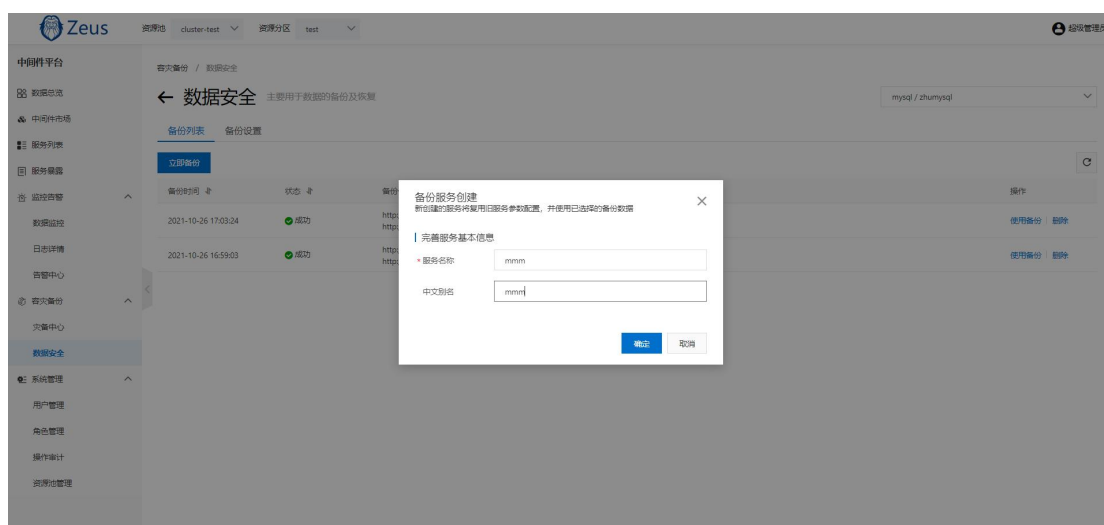 Zeus 资源池 cluster-test 资源分区 test 超级管理员
中间件平台
数据总览
中间件市场
服务列表
服务暴露
监控告警
数据监控
日志详情
告警中心
容灾备份
灾备中心
数据安全
系统管理
用户管理
角色管理
操作审计
资源池管理
容灾备份 / 数据安全
数据安全 主要用于数据的备份及恢复 mysql / zhumysql
备份列表 备份设置
立即备份
备份时间 状态 备份 操作
2021-10-26 17:03:24 成功 http: 使用备份 删除
http:
2021-10-26 16:59:03 成功 http: 使用备份 删除
http:
备份服务创建
新创建的服务将复用旧服务参数配置，并使用已选择的备份数据
完善服务基本信息
* 服务名称 mmm
中文别名 mmm
确定 取消